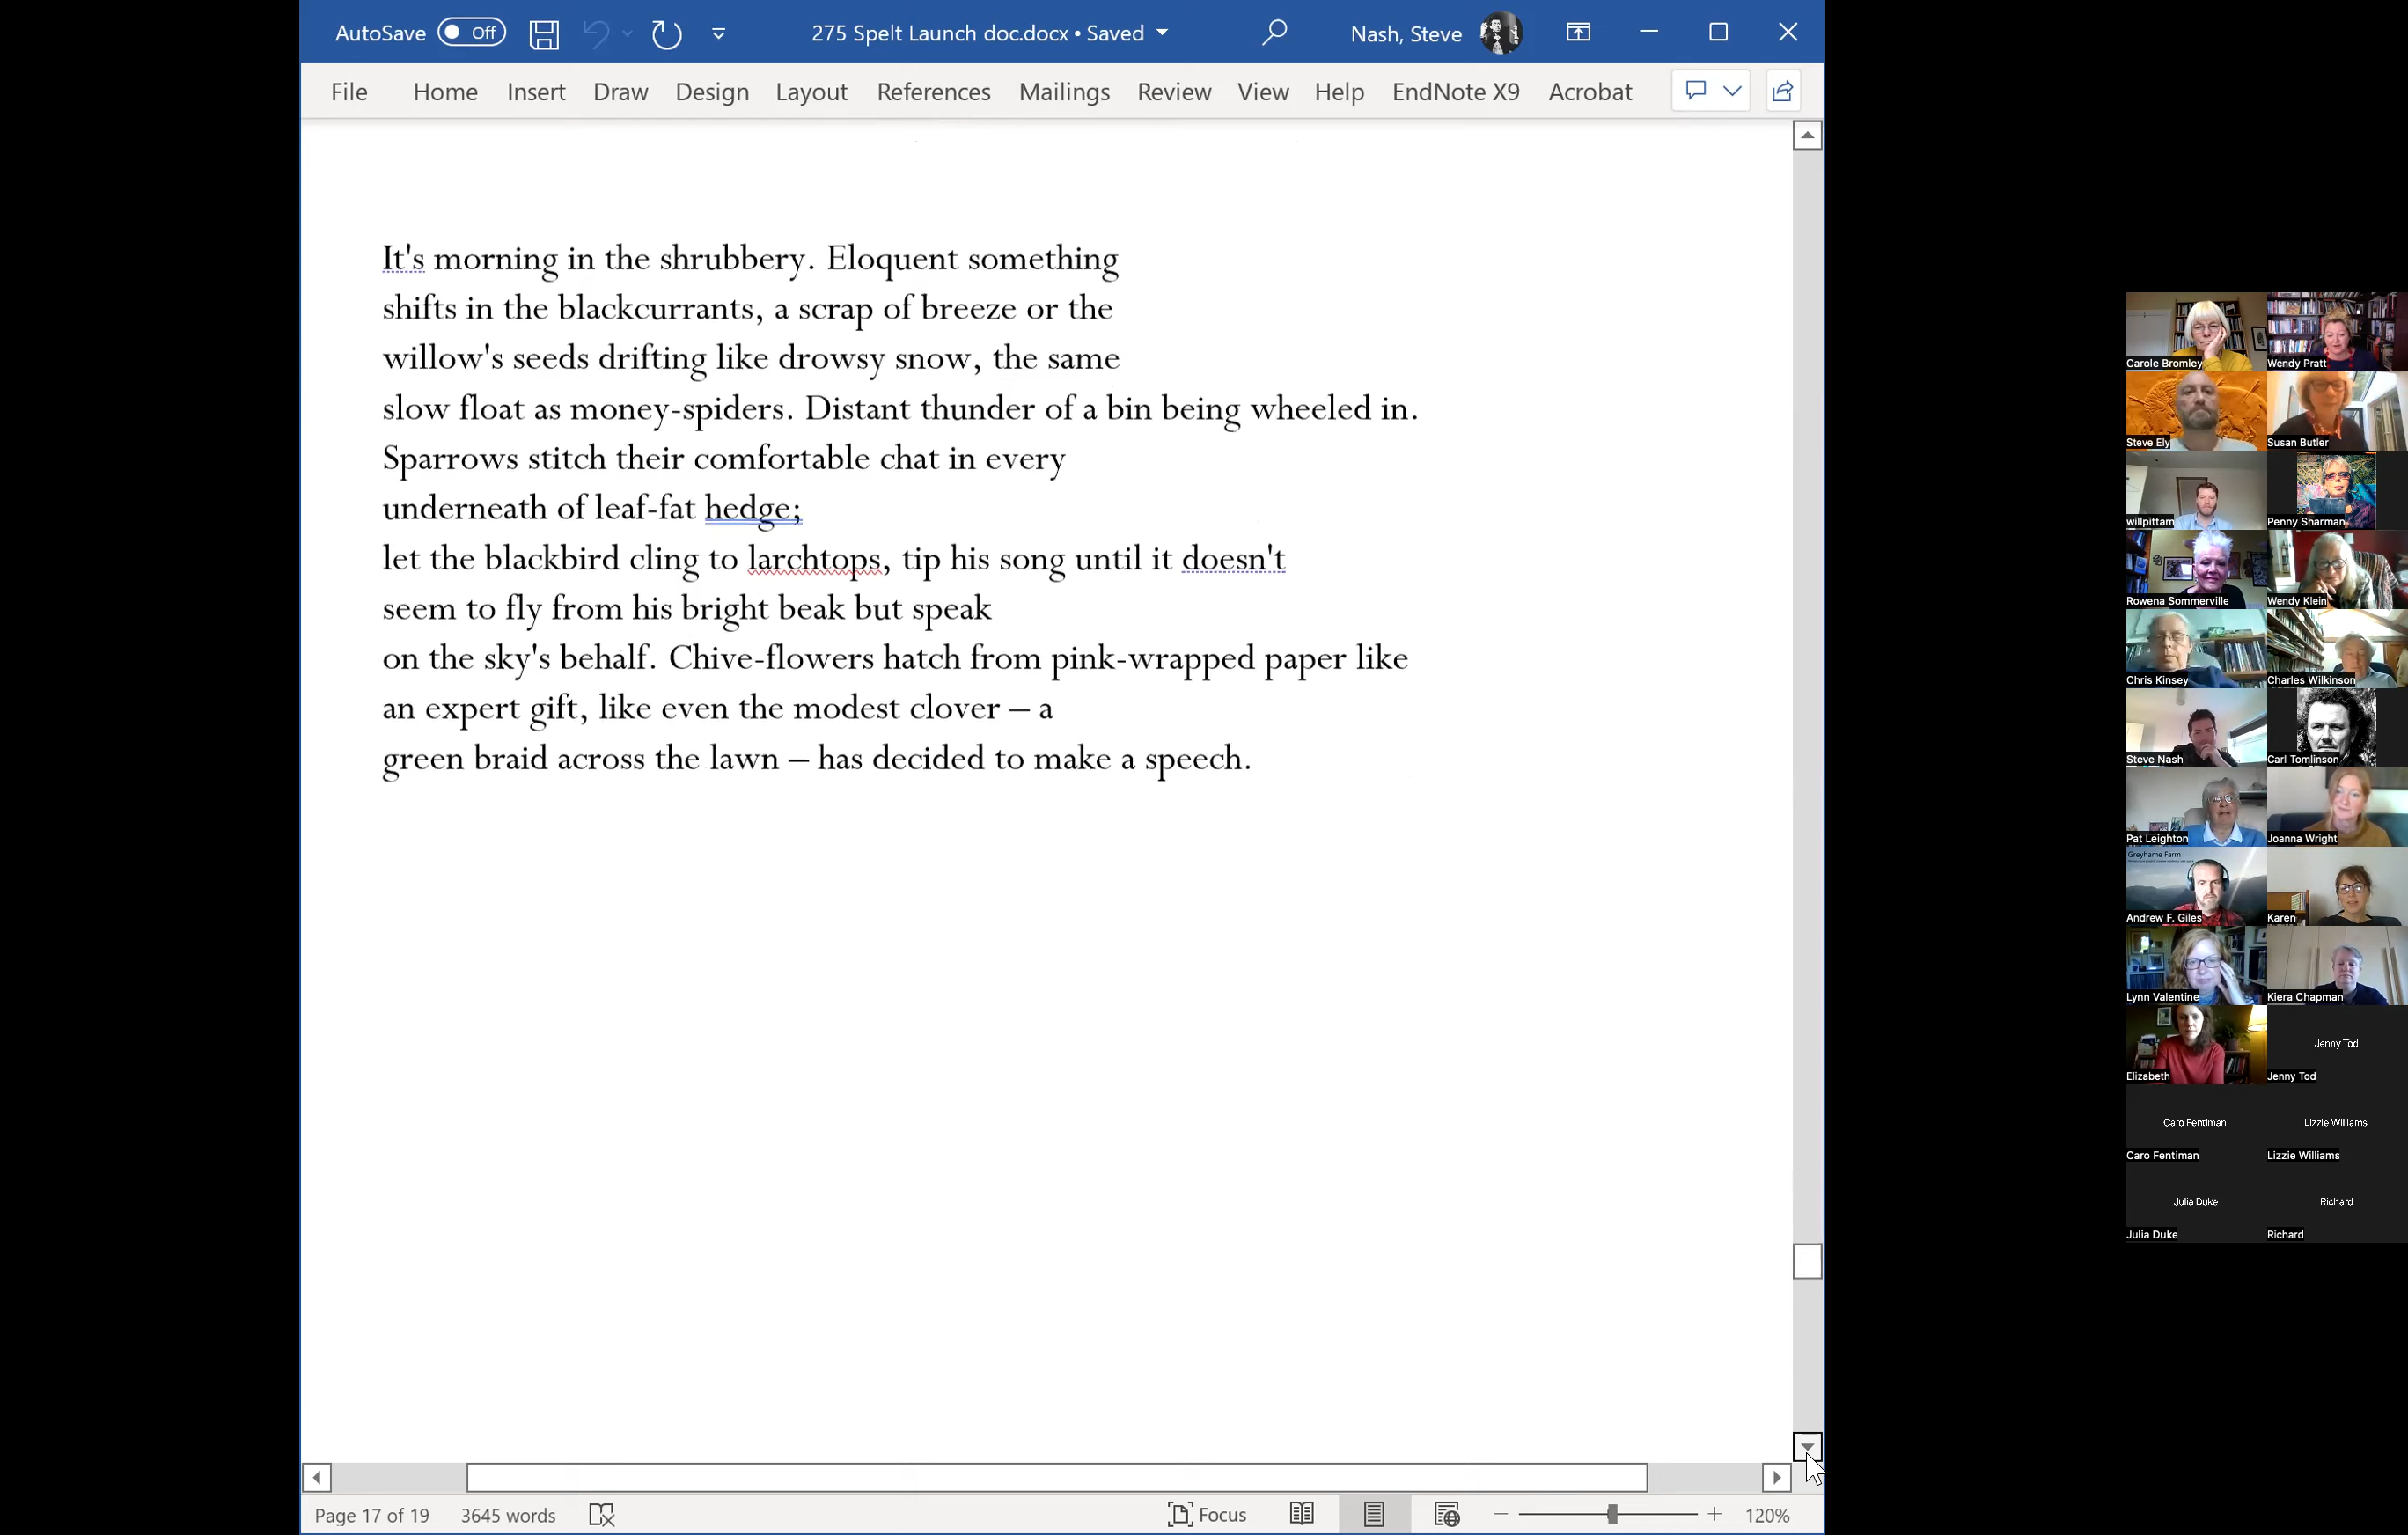 AutoSave Off 275 Spelt Launch doc.docx • Saved Nash, Steve
File Home Insert Draw Design Layout References Mailings Review View Help EndNote X9 Acrobat
It's morning in the shrubbery. Eloquent something
shifts in the blackcurrants, a scrap of breeze or the
willow's seeds drifting like drowsy snow, the same
slow float as money-spiders. Distant thunder of a bin being wheeled in.
Sparrows stitch their comfortable chat in every
underneath of leaf-fat hedge;
let the blackbird cling to larchtops, tip his song until it doesn't
seem to fly from his bright beak but speak
on the sky's behalf. Chive-flowers hatch from pink-wrapped paper like
an expert gift, like even the modest clover – a
green braid across the lawn – has decided to make a speech.
Page 17 of 19 3645 words Focus 120%
Carole Bromley Wendy Pratt
Steve Ely Susan Butler
willpittam Penny Sharman
Rowena Sommerville Wendy Klein
Chris Kinsey Charles Wilkinson
Steve Nash Carl Tomlinson
Pat Leighton Joanna Wright
Greyhame Farm
Andrew F. Giles Karen
Lynn Valentine Kiera Chapman
Jenny Tod
Elizabeth Jenny Tod
Caro Fentiman Lizzie Williams
Caro Fentiman Lizzie Williams
Julia Duke Richard
Julia Duke Richard